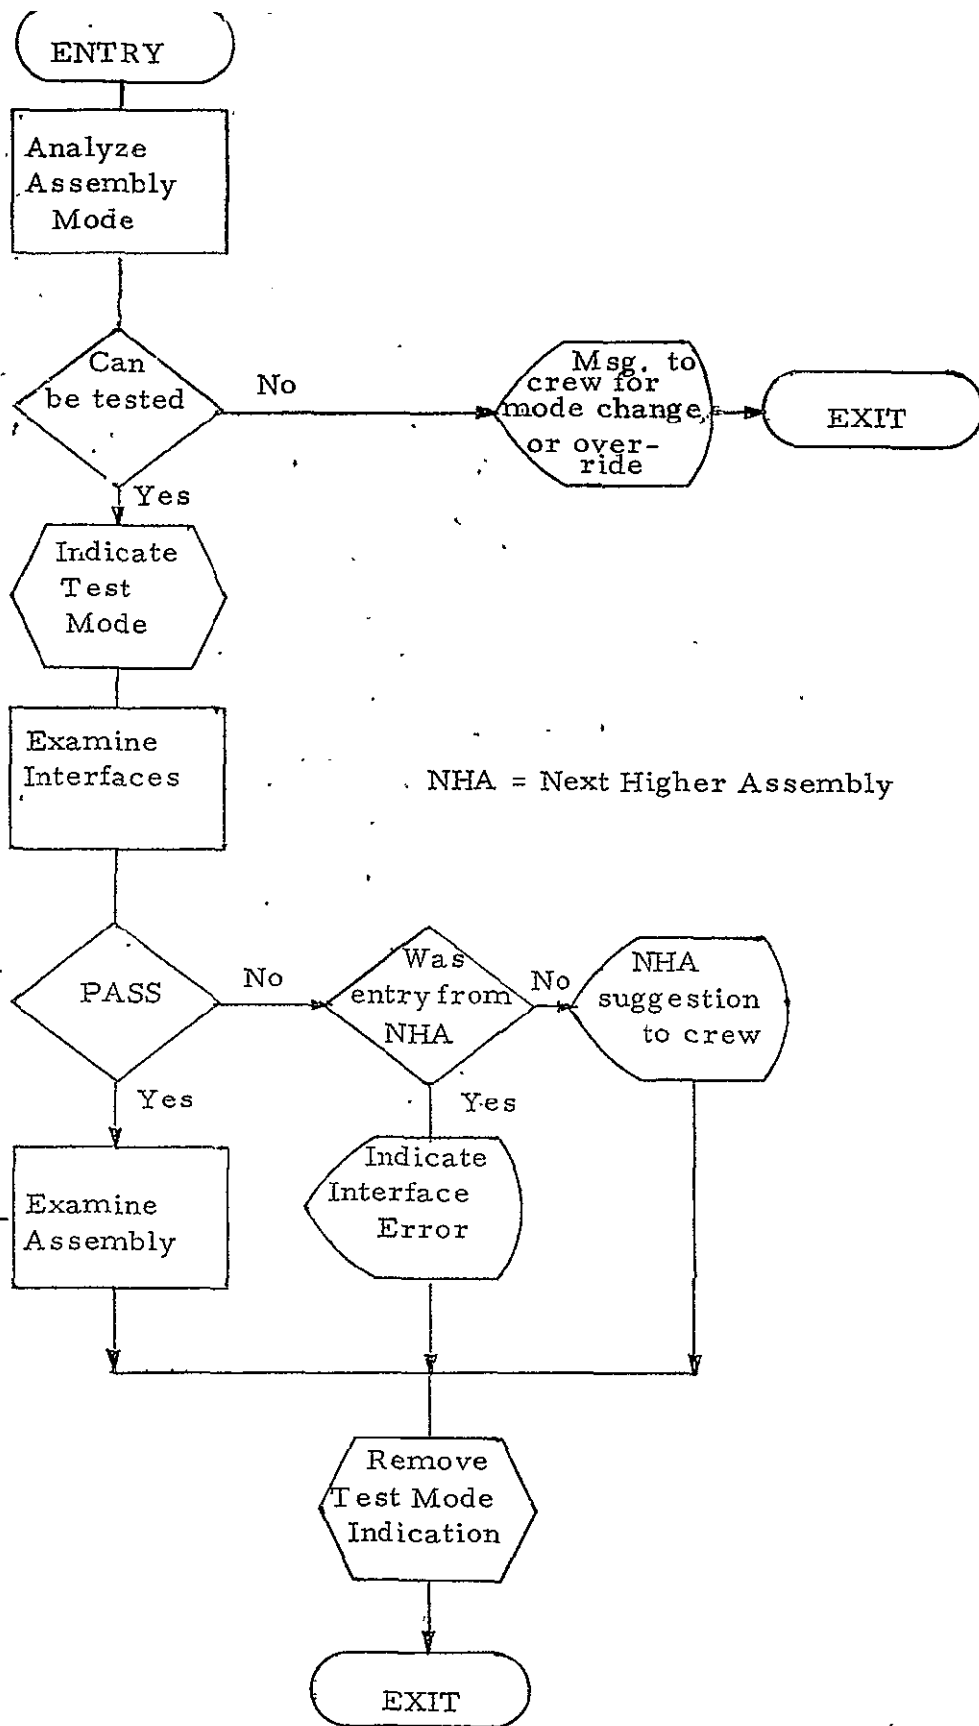 ENTRY
Analyze
Assembly
Mode
Can
be tested
No
Msg. to
crew for
mode change,
or over-
ride
EXIT
Yes
Indicate
Test
Mode
Examine
Interfaces
NHA = Next Higher Assembly
PASS
No
Was
entry from
NHA
No
NHA
suggestion
to crew
Yes
Yes
Examine
Assembly
Indicate
Interface
Error
Remove
Test Mode
Indication
EXIT